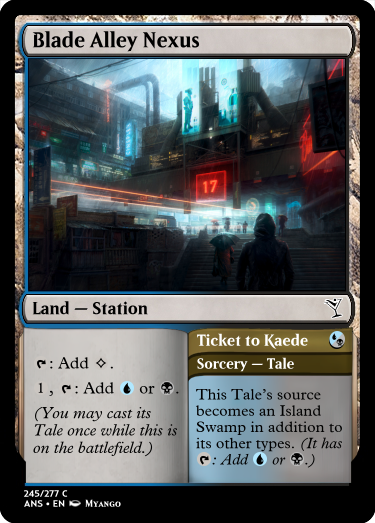 Blade Alley Nexus
17
Land — Station
: Add .
1 , : Add or .
(You may cast its
Tale once while this is
on the battlefield.)
Ticket to Kaede
Sorcery — Tale
This Tale's source
becomes an Island
Swamp in addition to
its other types. (It has
: Add or .)
245/277 C
ANS • EN Myango